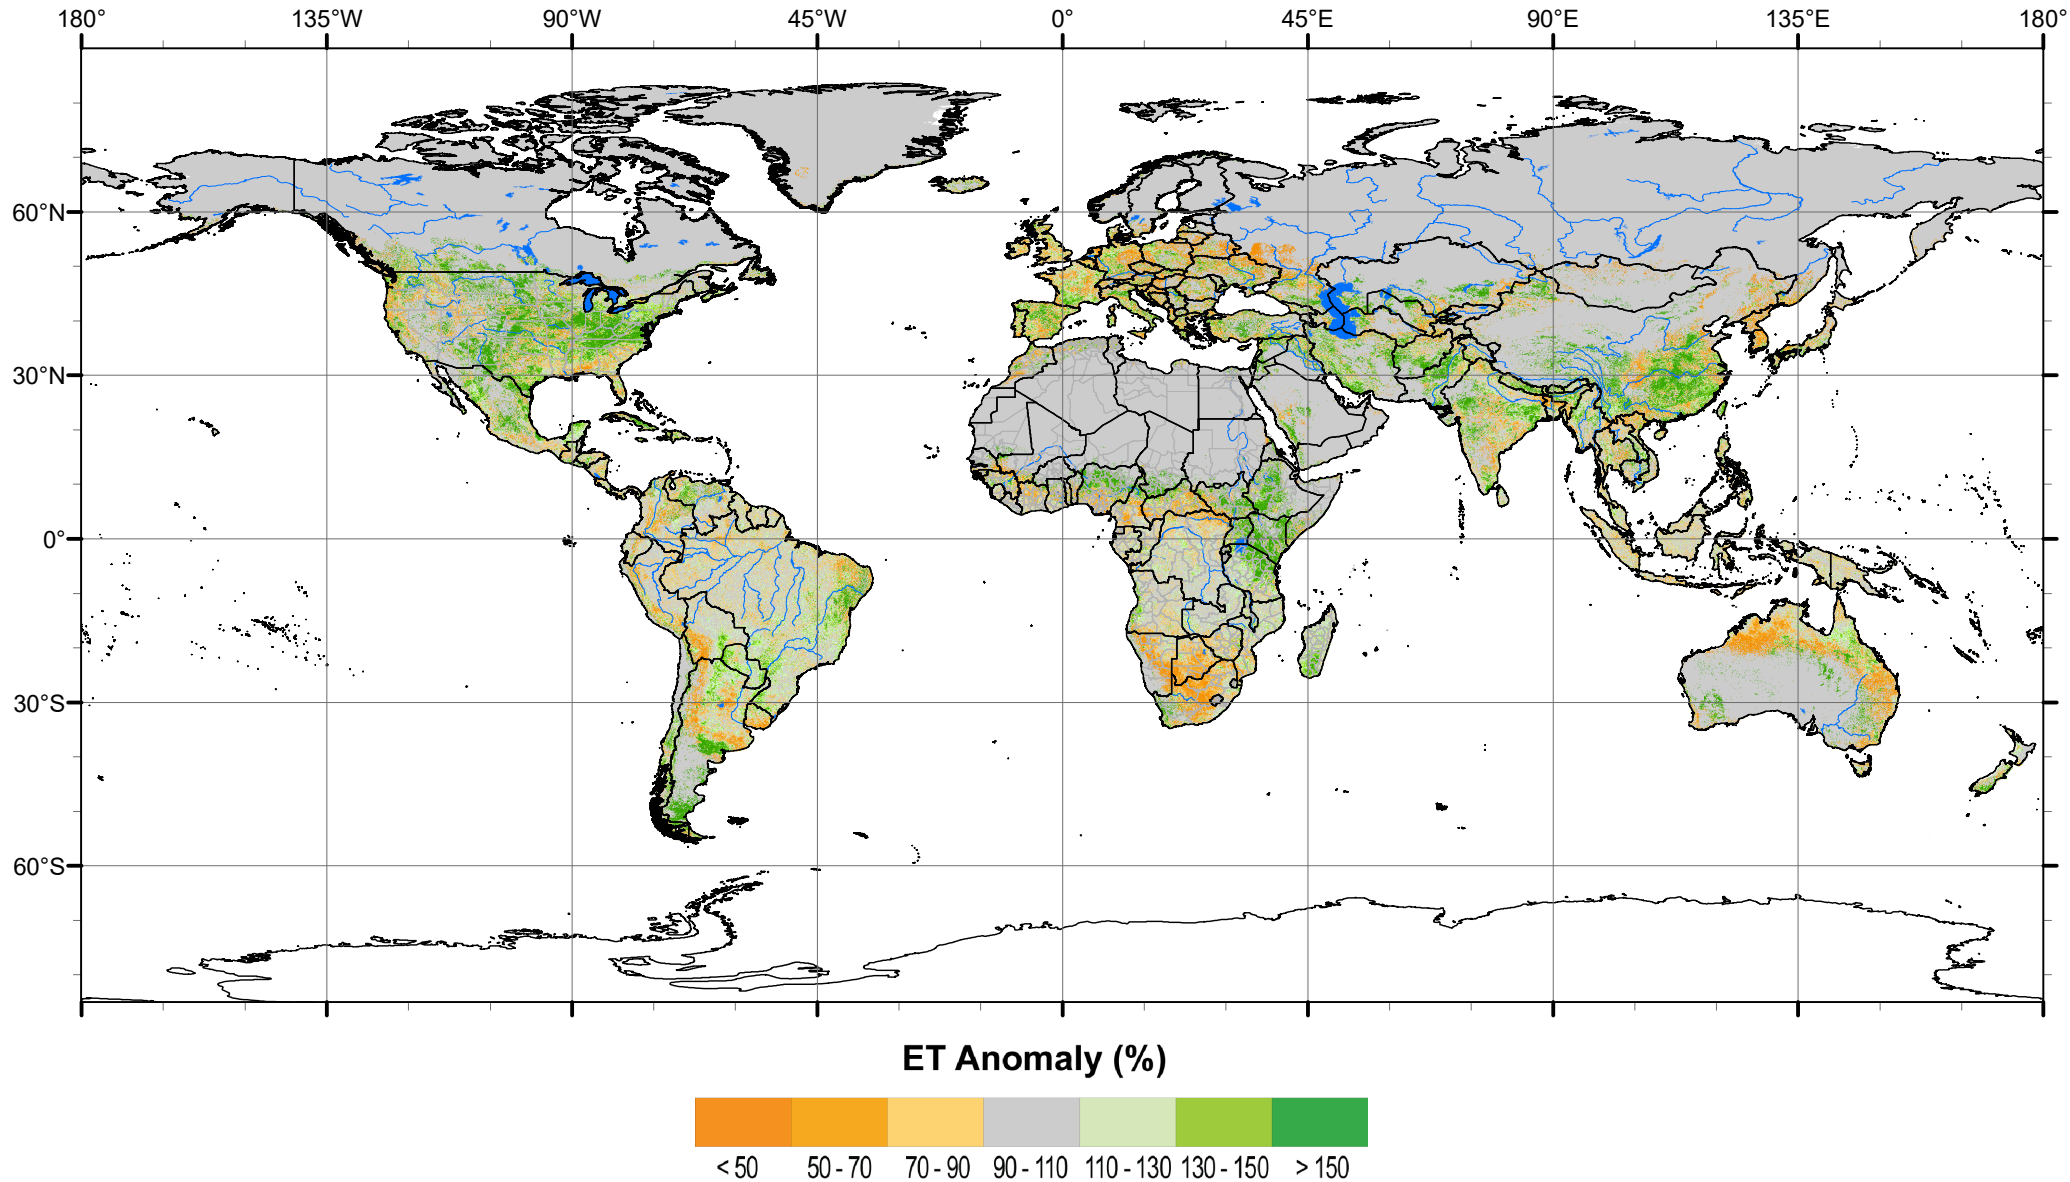 180° 135°W 90°W 45°W 0° 45°E 90°E 135°E 180°
60°N
30°N
0°
30°S
60°S
ET Anomaly (%)
< 50 50 - 70 70 - 90 90 - 110 110 - 130 130 - 150 > 150